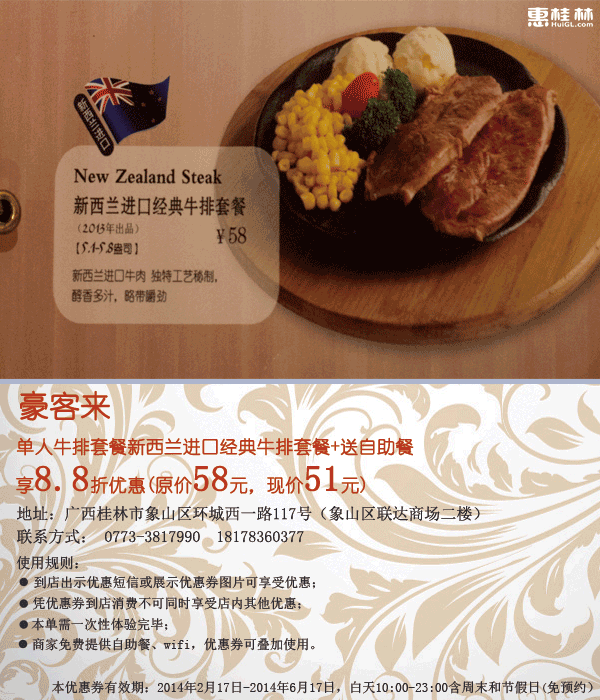 惠桂林
HuiGL.com
新西兰进口
New Zealand Steak
新西兰进口经典牛排套餐
（2013年出品）
¥58
【5.1-5.8盎司】
新西兰进口牛肉 独特工艺秘制，
醇香多汁，略带嚼劲
豪客来
单人牛排套餐新西兰进口经典牛排套餐+送自助餐
享8.8折优惠(原价58元，现价51元)
地址：广西桂林市象山区环城西一路117号（象山区联达商场二楼）
联系方式： 0773-3817990 18178360377
使用规则：
● 到店出示优惠短信或展示优惠券图片可享受优惠；
● 凭优惠券到店消费不可同时享受店内其他优惠；
● 本单需一次性体验完毕；
● 商家免费提供自助餐、wifi，优惠券可叠加使用。
本优惠券有效期：2014年2月17日-2014年6月17日，白天10:00-23:00含周末和节假日(免预约)